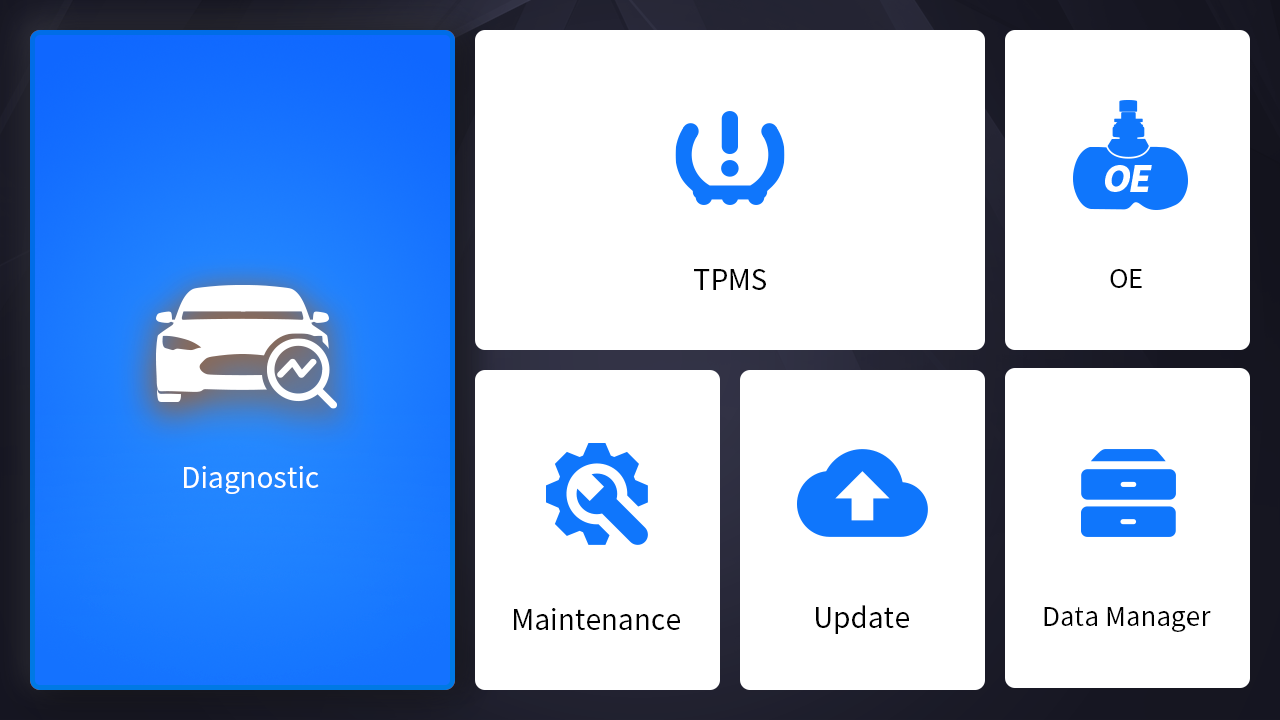 Diagnostic
TPMS
OE
OE
Maintenance
Update
Data Manager